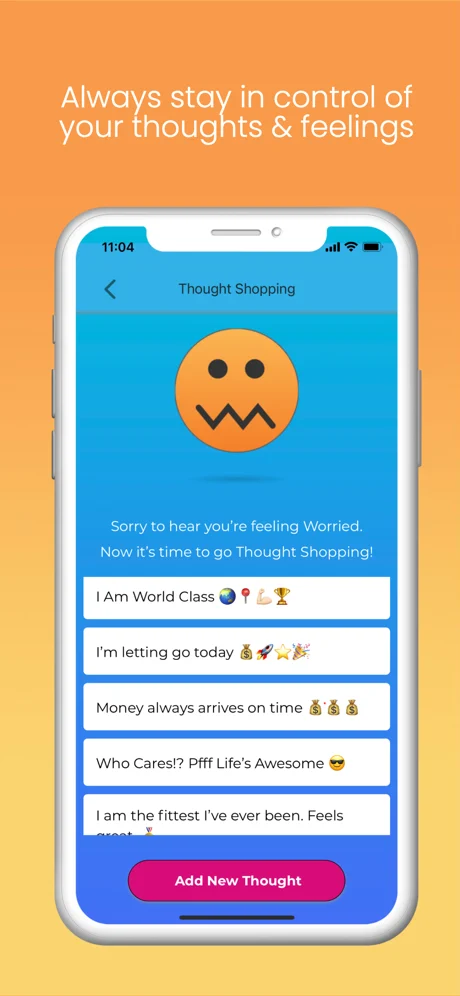 Always stay in control of
your thoughts & feelings
11:04
Thought Shopping
Sorry to hear you're feeling Worried.
Now it's time to go Thought Shopping!
I Am World Class 🌏📍💪🏻🏆
I'm letting go today 💰🚀⭐🎉
Money always arrives on time 💰💰💰
Who Cares!? Pfff Life's Awesome 😎
I am the fittest I've ever been. Feels
great. 🏅
Add New Thought